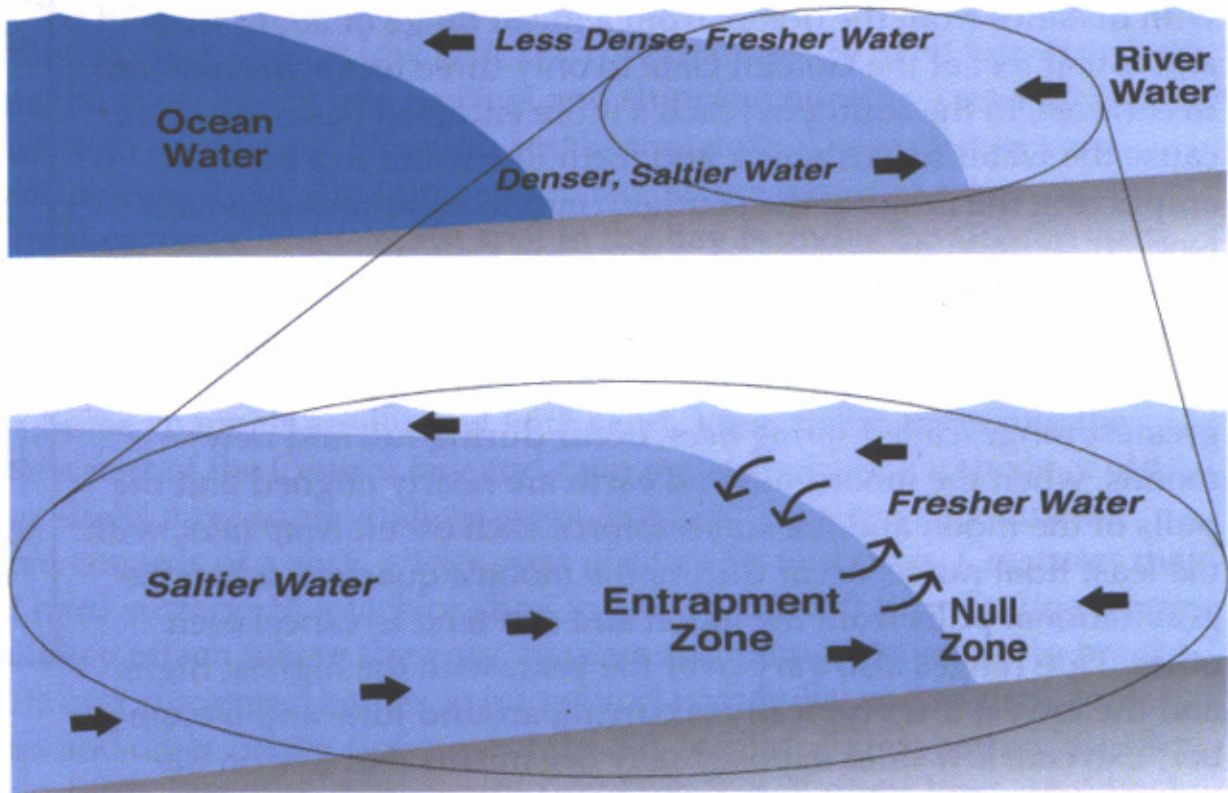 Less Dense, Fresher Water
River
Water
Ocean
Water
Denser, Saltier Water
Fresher Water
Saltier Water
Entrapment
Zone
Null
Zone